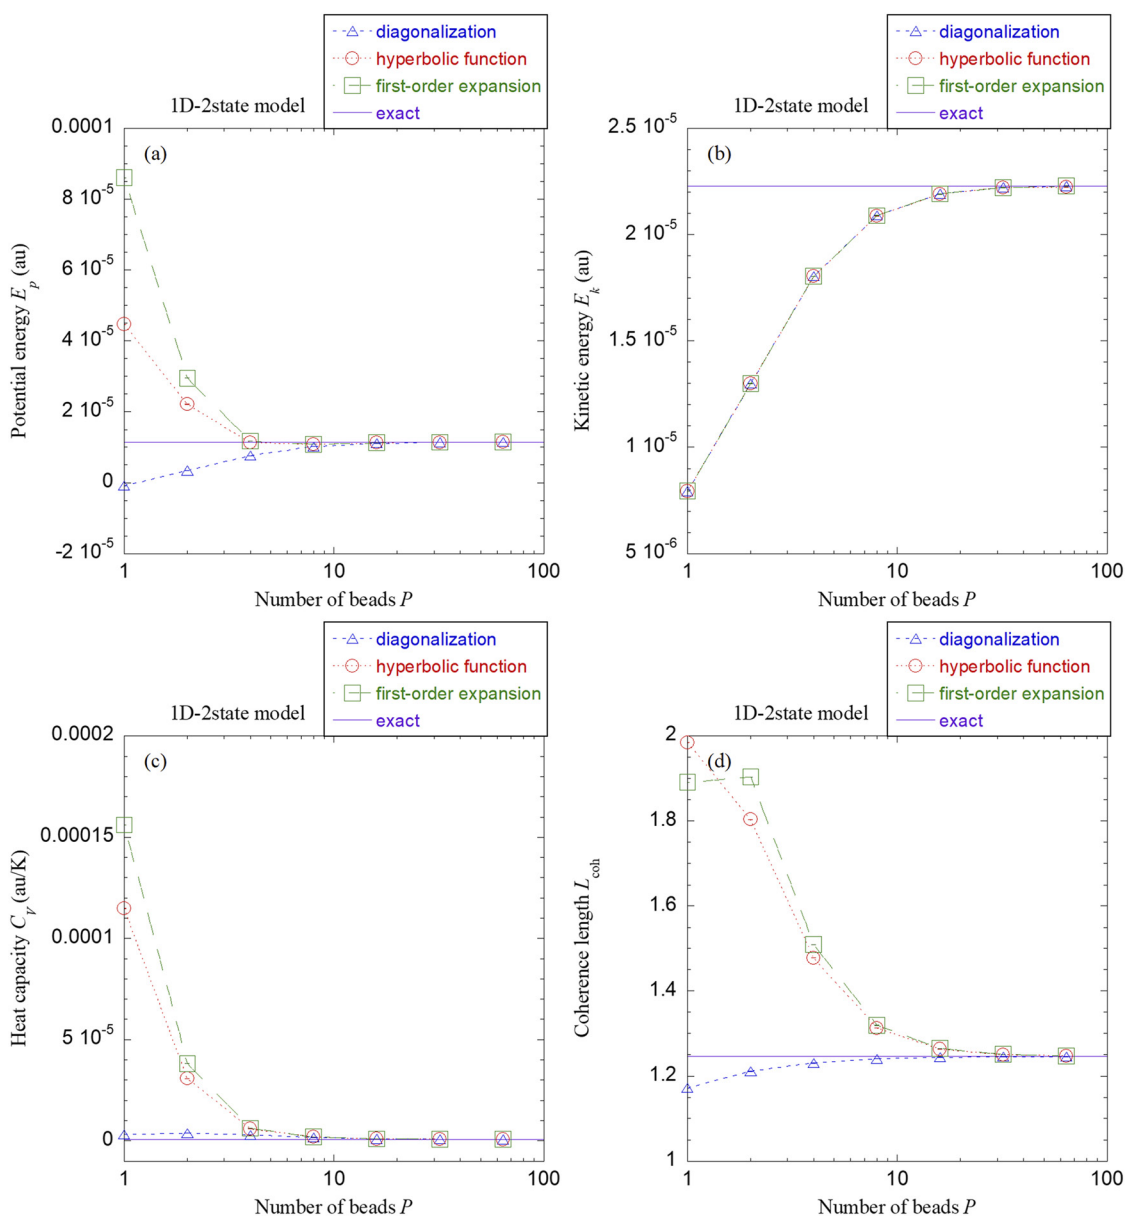 diagonalization
hyperbolic function
first-order expansion
exact
1D-2state model
(a)
0.0001
8 10⁻⁵
6 10⁻⁵
4 10⁻⁵
2 10⁻⁵
0
-2 10⁻⁵
Potential energy Eₚ (au)
1
10
100
Number of beads P
diagonalization
hyperbolic function
first-order expansion
exact
1D-2state model
(b)
2.5 10⁻⁵
2 10⁻⁵
1.5 10⁻⁵
1 10⁻⁵
5 10⁻⁶
Kinetic energy Eₖ (au)
1
10
100
Number of beads P
diagonalization
hyperbolic function
first-order expansion
exact
1D-2state model
(c)
0.0002
0.00015
0.0001
5 10⁻⁵
0
Heat capacity C_V (au/K)
1
10
100
Number of beads P
diagonalization
hyperbolic function
first-order expansion
exact
1D-2state model
(d)
2
1.8
1.6
1.4
1.2
1
Coherence length L_coh
1
10
100
Number of beads P